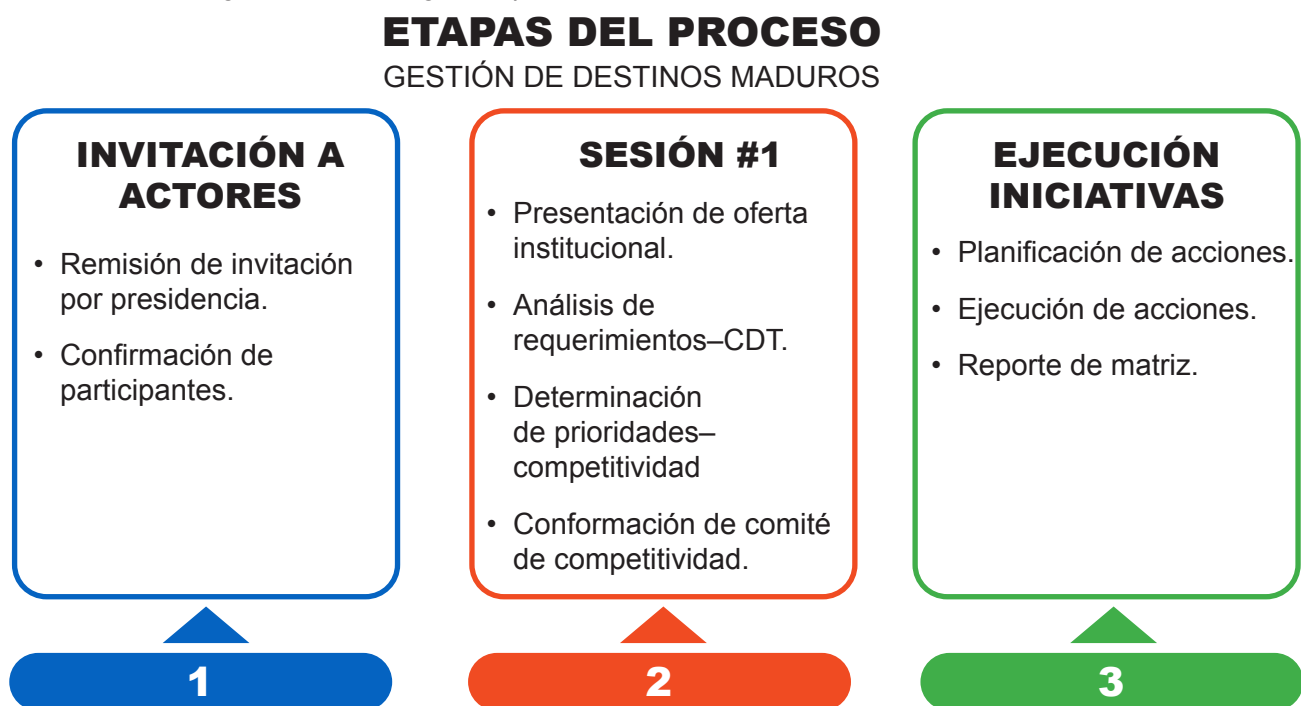 ETAPAS DEL PROCESO
GESTIÓN DE DESTINOS MADUROS
INVITACIÓN A
ACTORES
• Remisión de invitación
por presidencia.
• Confirmación de
participantes.
1
SESIÓN #1
• Presentación de oferta
institucional.
• Análisis de
requerimientos–CDT.
• Determinación
de prioridades–
competitividad
• Conformación de comité
de competitividad.
2
EJECUCIÓN
INICIATIVAS
• Planificación de acciones.
• Ejecución de acciones.
• Reporte de matriz.
3